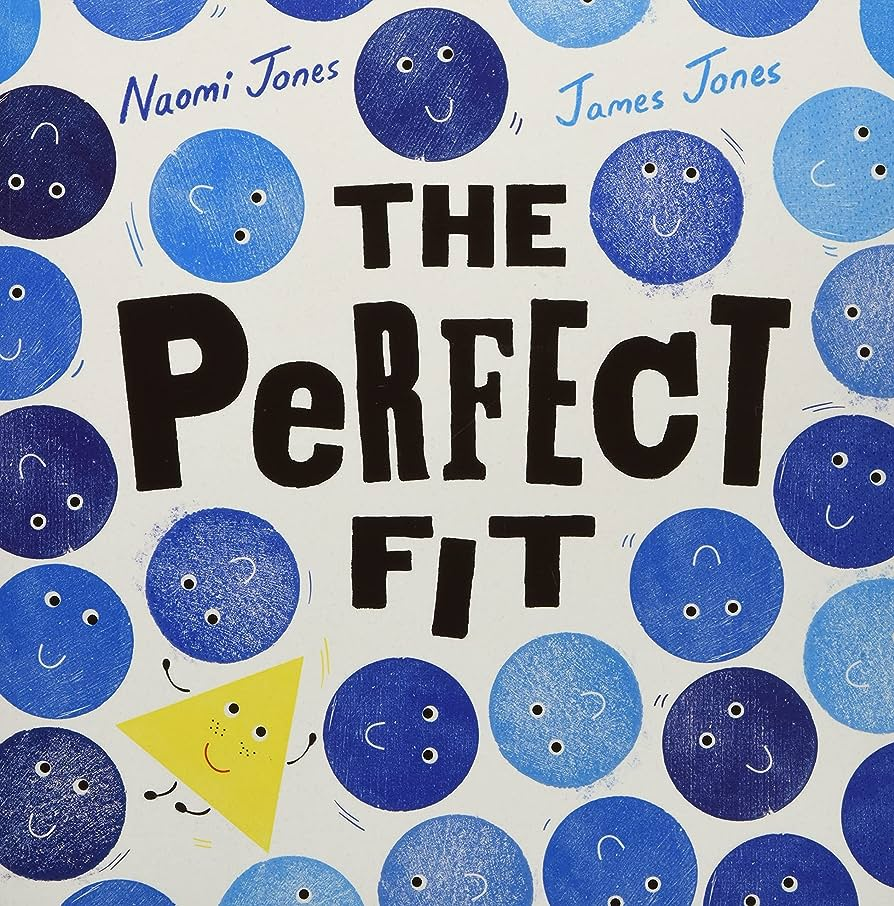 Naomi Jones
James Jones
THE
PeRFECT
FIT